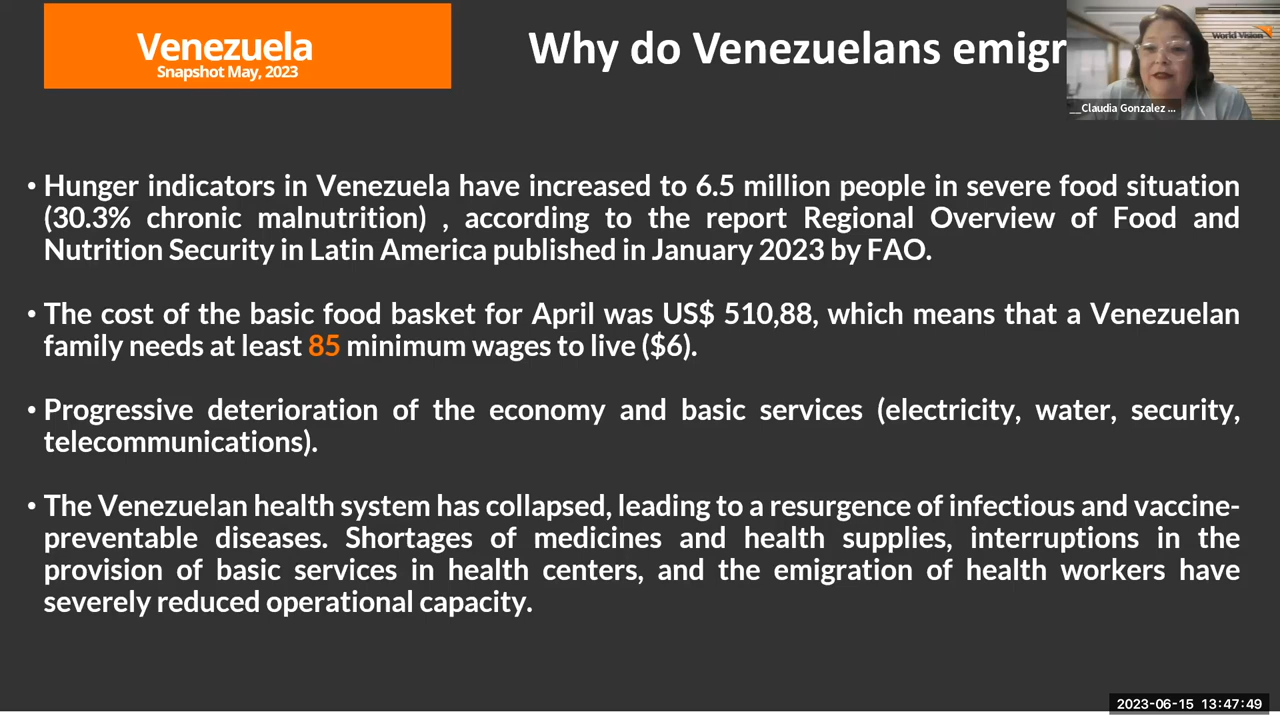 Venezuela
Snapshot May, 2023
Why do Venezuelans emigr
World Vision
__Claudia Gonzalez ...
• Hunger indicators in Venezuela have increased to 6.5 million people in severe food situation
(30.3% chronic malnutrition) , according to the report Regional Overview of Food and
Nutrition Security in Latin America published in January 2023 by FAO.
• The cost of the basic food basket for April was US$ 510,88, which means that a Venezuelan
family needs at least 85 minimum wages to live ($6).
• Progressive deterioration of the economy and basic services (electricity, water, security,
telecommunications).
• The Venezuelan health system has collapsed, leading to a resurgence of infectious and vaccine-
preventable diseases. Shortages of medicines and health supplies, interruptions in the
provision of basic services in health centers, and the emigration of health workers have
severely reduced operational capacity.
2023-06-15 13:47:49